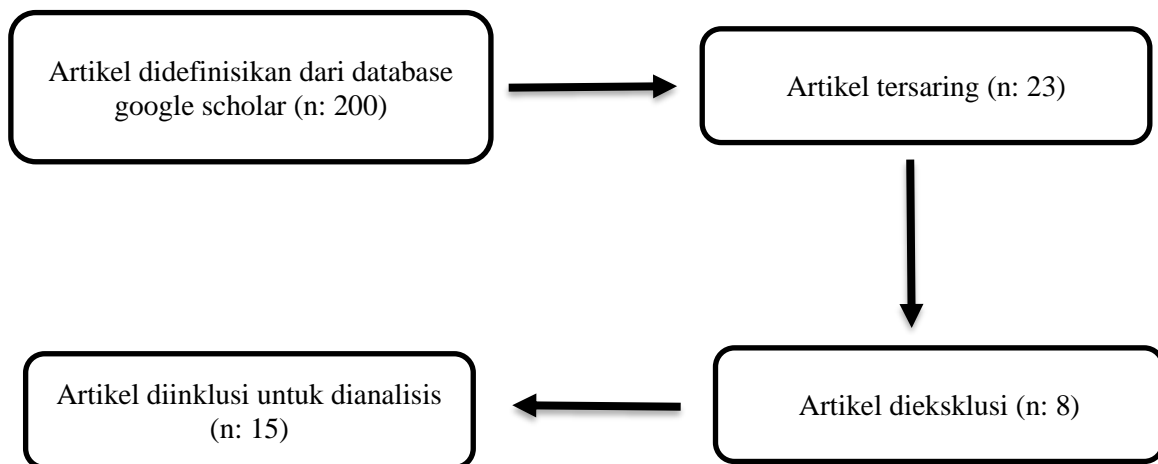 Artikel didefinisikan dari database
google scholar (n: 200)
Artikel tersaring (n: 23)
Artikel dieksklusi (n: 8)
Artikel diinklusi untuk dianalisis
(n: 15)